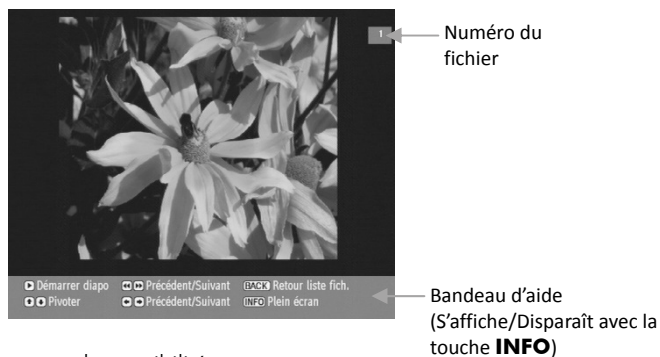 1
Numéro du
fichier
Démarrer diapo Précédent/Suivant BACK Retour liste fich.
Pivoter Précédent/Suivant INFO Plein écran
Bandeau d’aide
(S’affiche/Disparaît avec la
touche INFO)